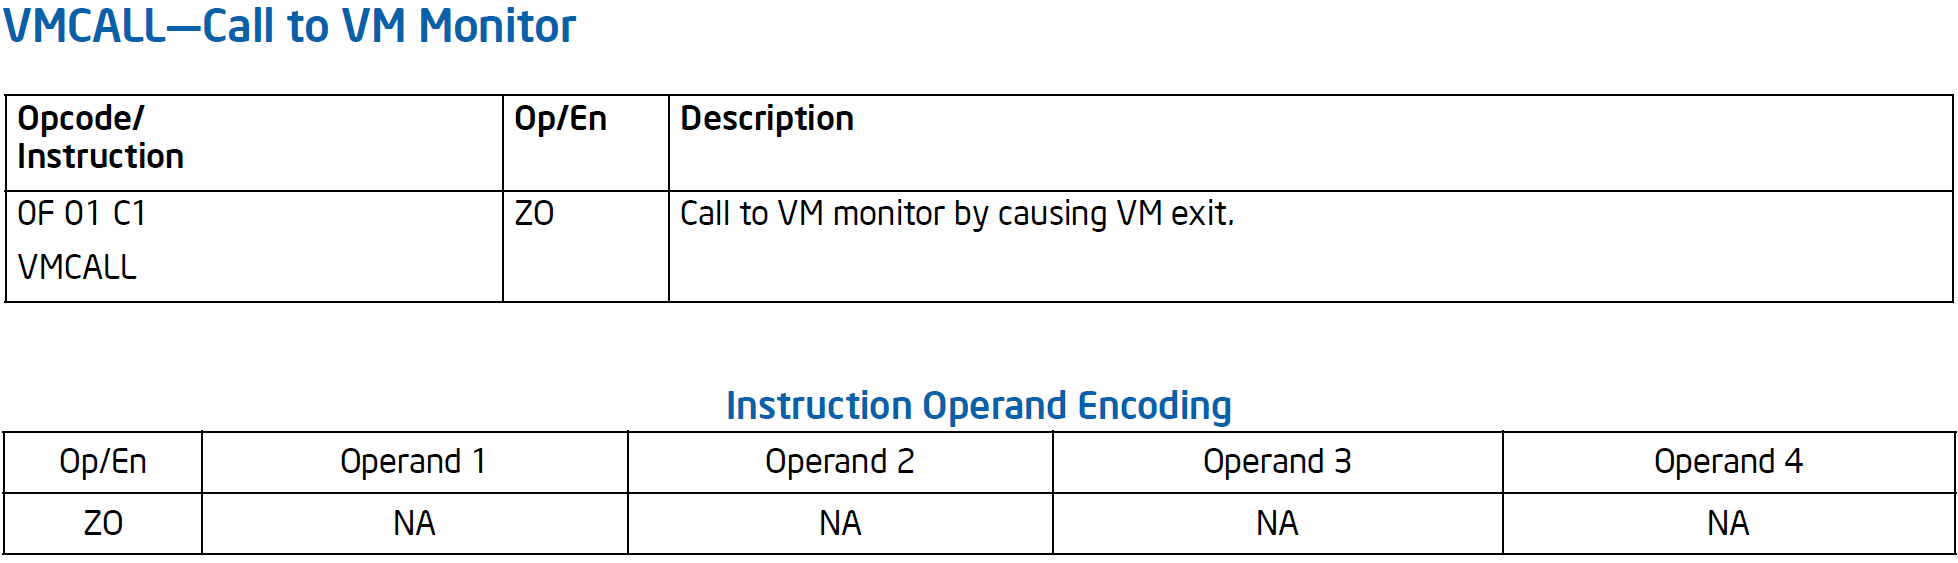 VMCALL—Call to VM Monitor
Opcode/
Instruction
Op/En
Description
0F 01 C1
VMCALL
ZO
Call to VM monitor by causing VM exit.
Instruction Operand Encoding
Op/En Operand 1 Operand 2 Operand 3 Operand 4
ZO NA NA NA NA